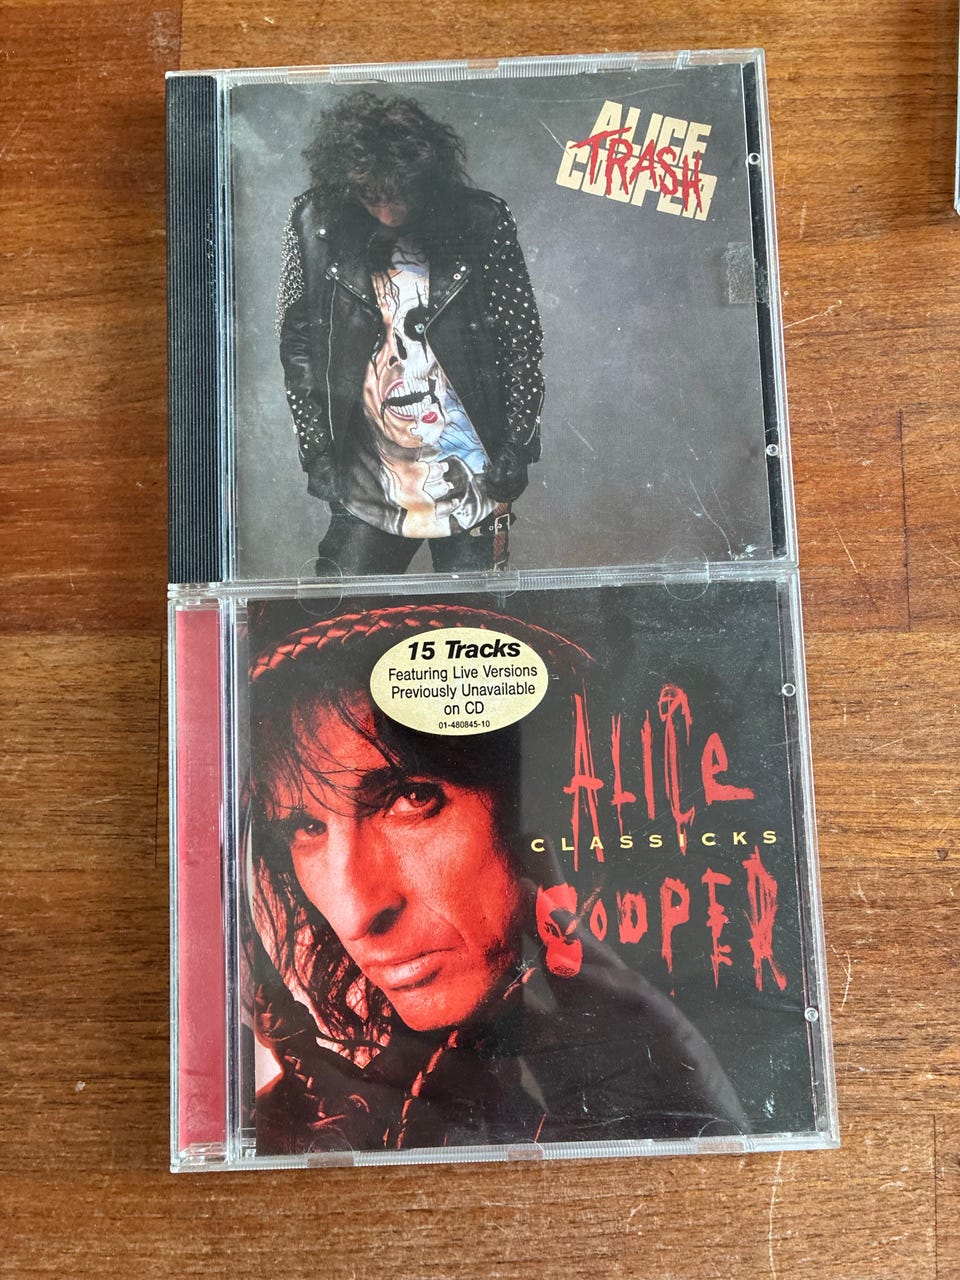 ALICE
TRASH
COOPER
15 Tracks
Featuring Live Versions
Previously Unavailable
on CD
01-480845-10
ALICE
CLASSICKS
COOPER